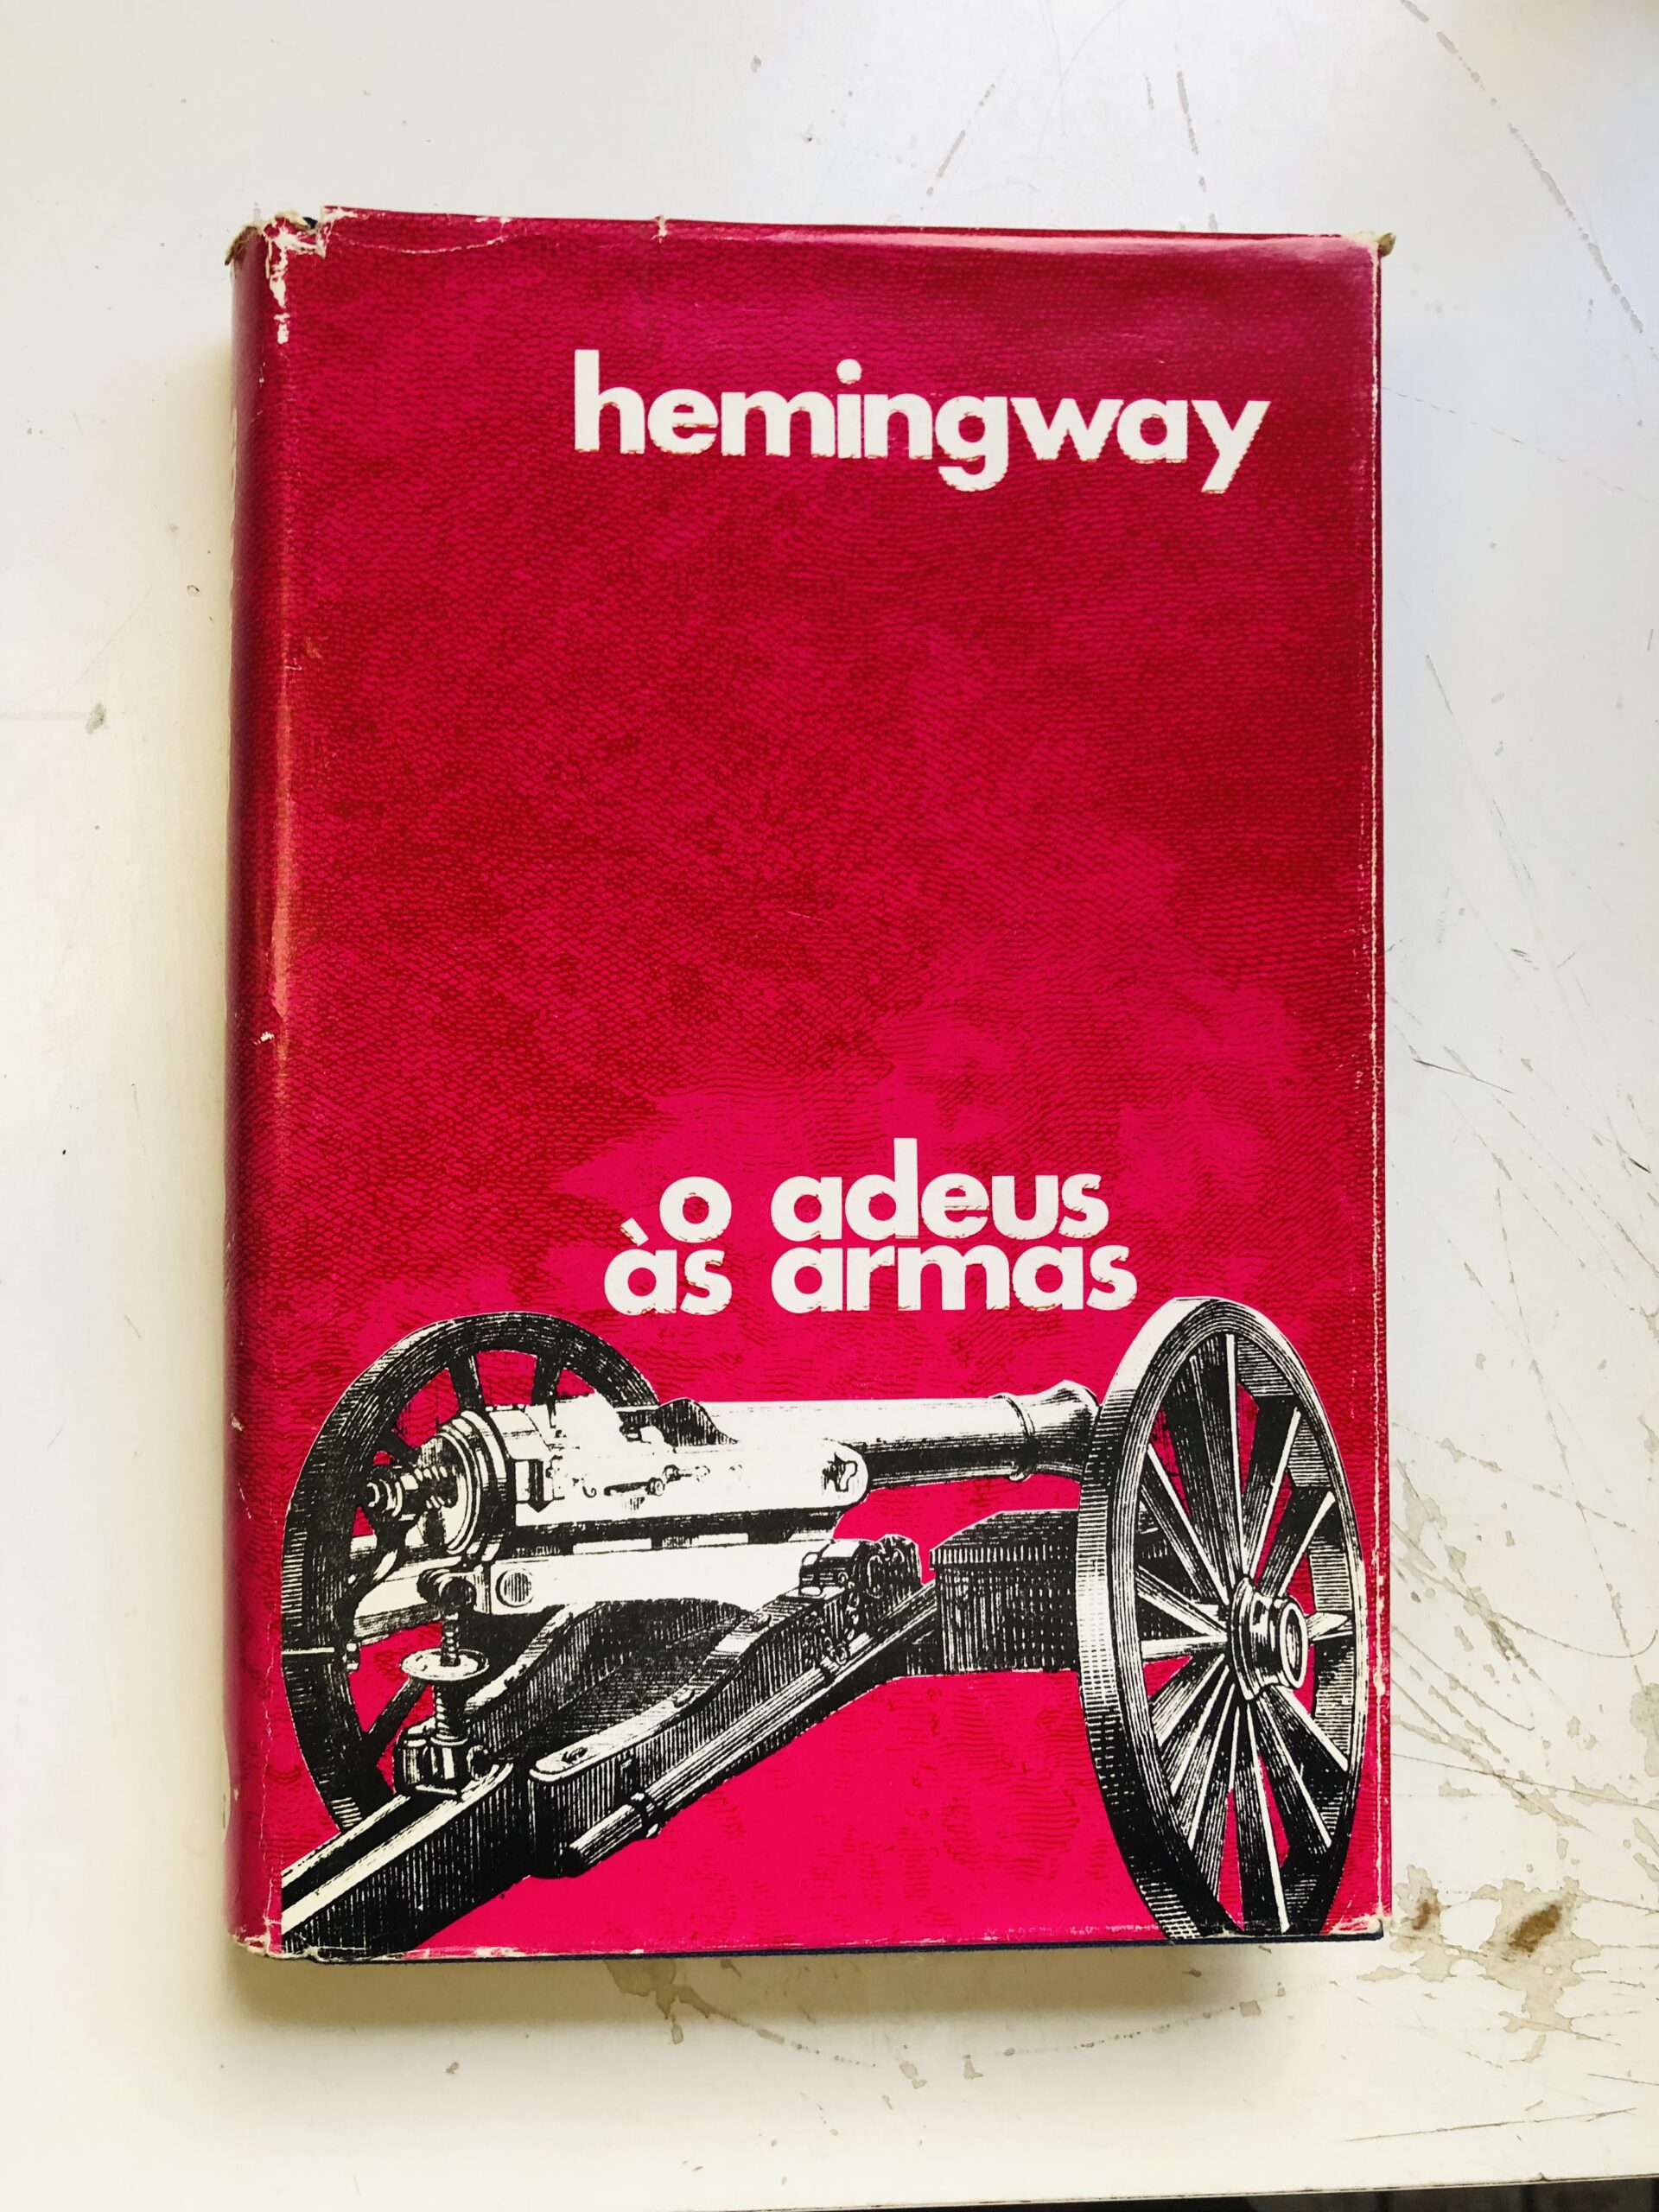 hemingway
o adeus
às armas